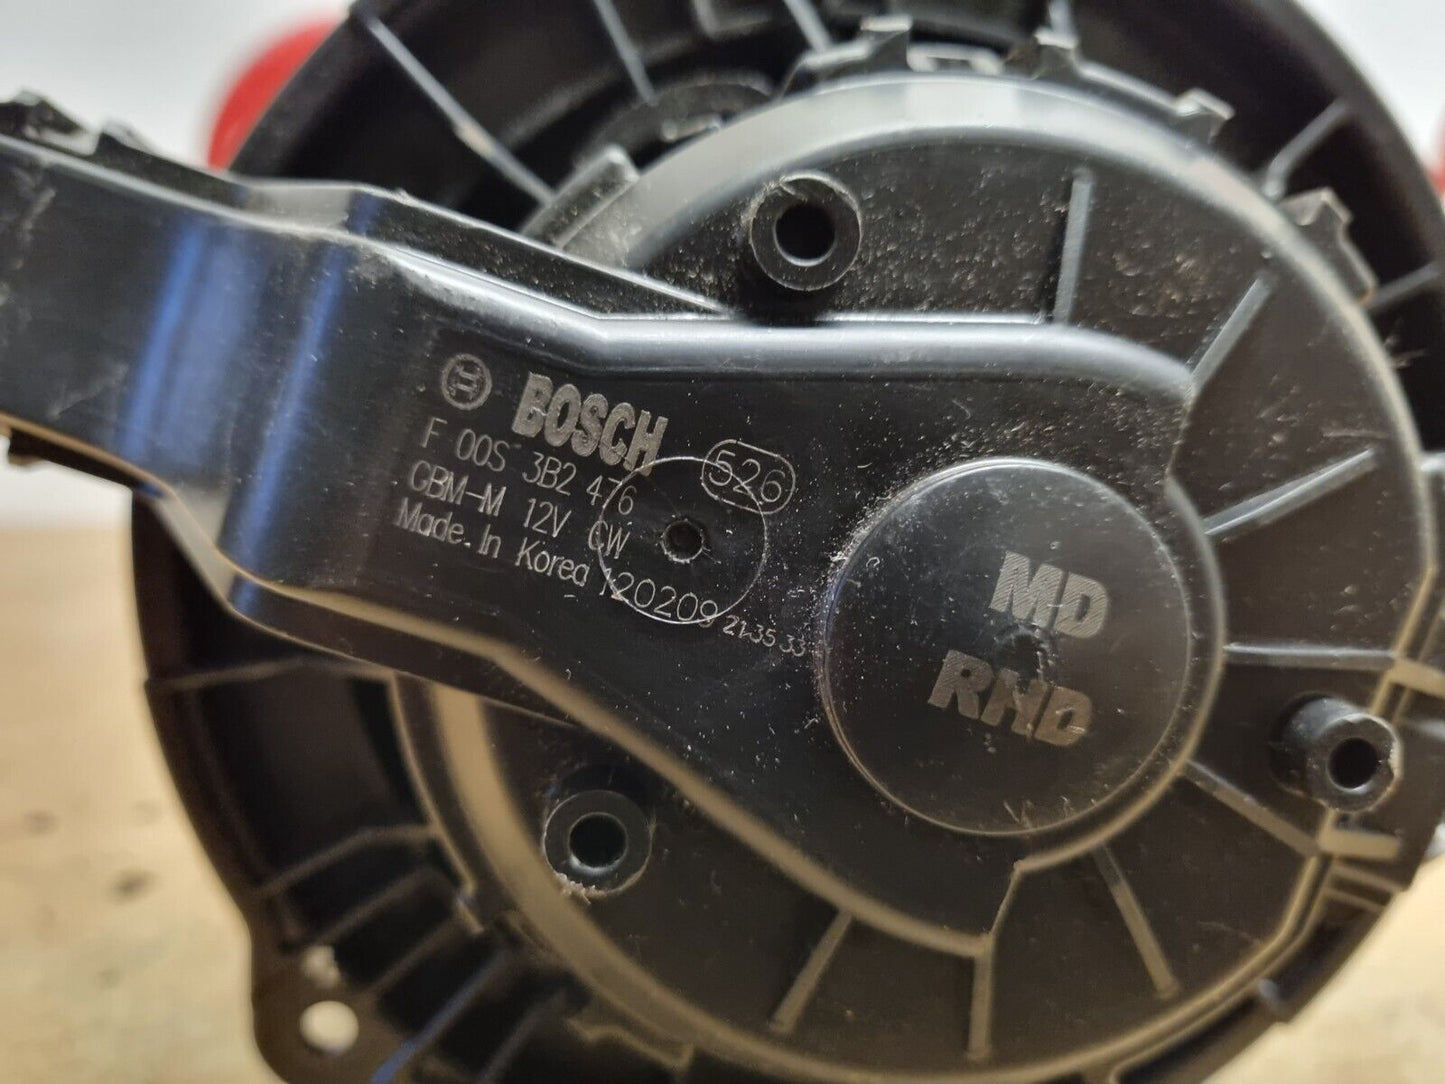 BOSCH
526
F 00S 3B2 476
GBM-M 12V CW
Made In Korea 120209 21.35 33
MD
RHD